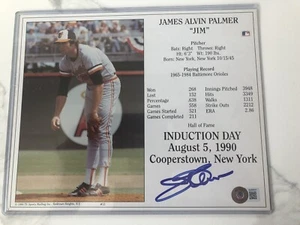 JAMES ALVIN PALMER
"JIM"
Pitcher
Bats: Right Throws: Right
Ht: 6'3" Wt: 190 lbs.
Born: New York, New York 10/15/45
Playing Record
1965-1984 Baltimore Orioles
Won 268 Innings Pitched 3948
Lost 152 Hits 3349
Percentage .638 Walks 1311
Games 558 Strike Outs 2212
Games Started 521 ERA 2.86
Games Completed 211
Hall of Fame
INDUCTION DAY
August 5, 1990
Cooperstown, New York